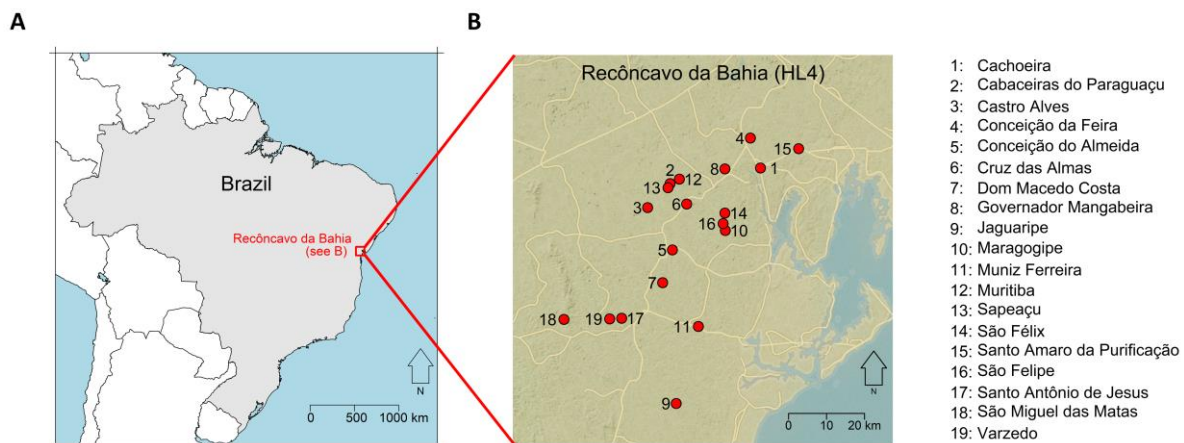 A
Brazil
Recôncavo da Bahia
(see B)
N
0 500 1000 km
B
Recôncavo da Bahia (HL4)
4
15
8
1
2
12
13
3
6
14
16
10
5
7
18
19
17
11
9
N
0 10 20 km
1: Cachoeira
2: Cabaceiras do Paraguaçu
3: Castro Alves
4: Conceição da Feira
5: Conceição do Almeida
6: Cruz das Almas
7: Dom Macedo Costa
8: Governador Mangabeira
9: Jaguaripe
10: Maragogipe
11: Muniz Ferreira
12: Muritiba
13: Sapeaçu
14: São Félix
15: Santo Amaro da Purificação
16: São Felipe
17: Santo Antônio de Jesus
18: São Miguel das Matas
19: Varzedo